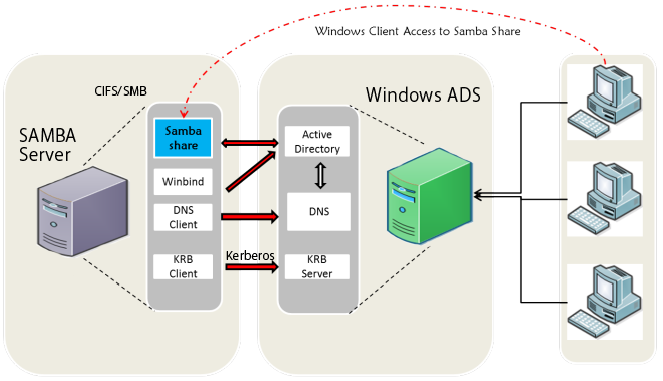 Windows Client Access to Samba Share
CIFS/SMB
Windows ADS
SAMBA
Server
Samba
share
Active
Directory
Winbind
DNS
Client
DNS
Kerberos
KRB
Client
KRB
Server